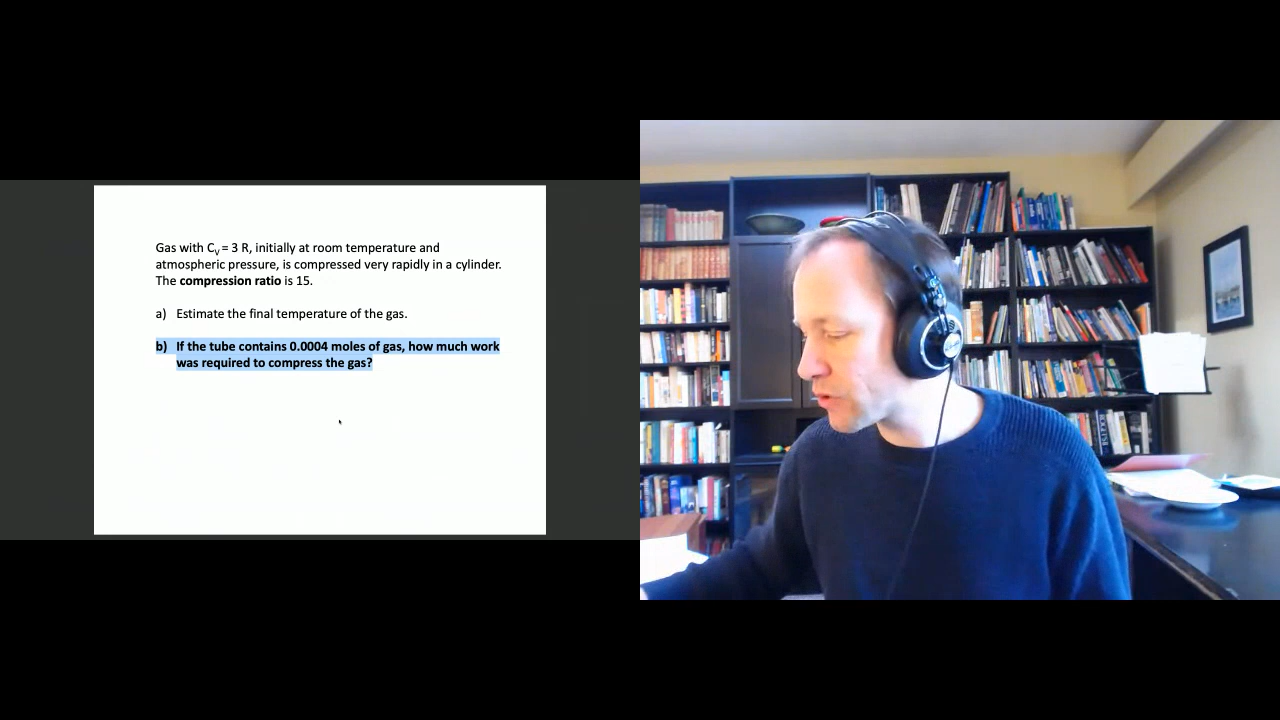 Gas with Cv = 3 R, initially at room temperature and
atmospheric pressure, is compressed very rapidly in a cylinder.
The compression ratio is 15.
a) Estimate the final temperature of the gas.
b) If the tube contains 0.0004 moles of gas, how much work
was required to compress the gas?